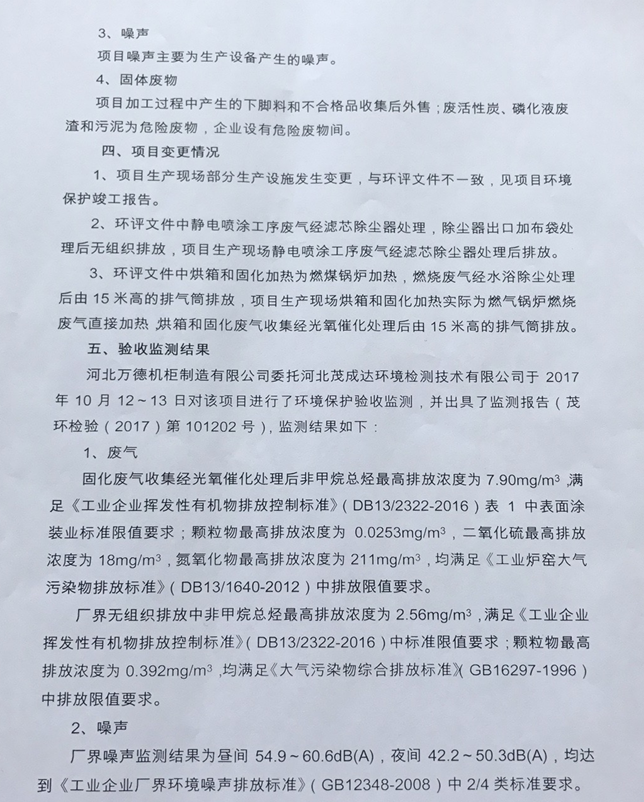 3、噪声
项目噪声主要为生产设备产生的噪声。
4、固体废物
项目加工过程中产生的下脚料和不合格品收集后外售；废活性炭、磷化液废
渣和污泥为危险废物，企业设有危险废物间。
四、项目变更情况
1、项目生产现场部分生产设施发生变更，与环评文件不一致，见项目环境
保护竣工报告。
2、环评文件中静电喷涂工序废气经滤芯除尘器处理，除尘器出口加布袋处
理后无组织排放，项目生产现场静电喷涂工序废气经滤芯除尘器处理后排放。
3、环评文件中烘箱和固化加热为燃煤锅炉加热，燃烧废气经水浴除尘处理
后由 15 米高的排气筒排放，项目生产现场烘箱和固化加热实际为燃气锅炉燃烧
废气直接加热，烘箱和固化废气收集经光氧催化处理后由 15 米高的排气筒排放。
五、验收监测结果
河北万德机柜制造有限公司委托河北茂成达环境检测技术有限公司于 2017
年 10 月 12～13 日对该项目进行了环境保护验收监测，并出具了监测报告（茂
环检验（2017）第 101202 号），监测结果如下：
1、废气
固化废气收集经光氧催化处理后非甲烷总烃最高排放浓度为 7.90mg/m³，满
足《工业企业挥发性有机物排放控制标准》（DB13/2322-2016）表 1 中表面涂
装业标准限值要求；颗粒物最高排放浓度为 0.0253mg/m³，二氧化硫最高排放
浓度为 18mg/m³，氮氧化物最高排放浓度为 211mg/m³，均满足《工业炉窑大气
污染物排放标准》（DB13/1640-2012）中排放限值要求。
厂界无组织排放中非甲烷总烃最高排放浓度为 2.56mg/m³，满足《工业企业
挥发性有机物排放控制标准》（DB13/2322-2016）中标准限值要求；颗粒物最高
排放浓度为 0.392mg/m³，均满足《大气污染物综合排放标准》（GB16297-1996）
中排放限值要求。
2、噪声
厂界噪声监测结果为昼间 54.9～60.6dB(A)，夜间 42.2～50.3dB(A)，均达
到《工业企业厂界环境噪声排放标准》（GB12348-2008）中 2/4 类标准要求。